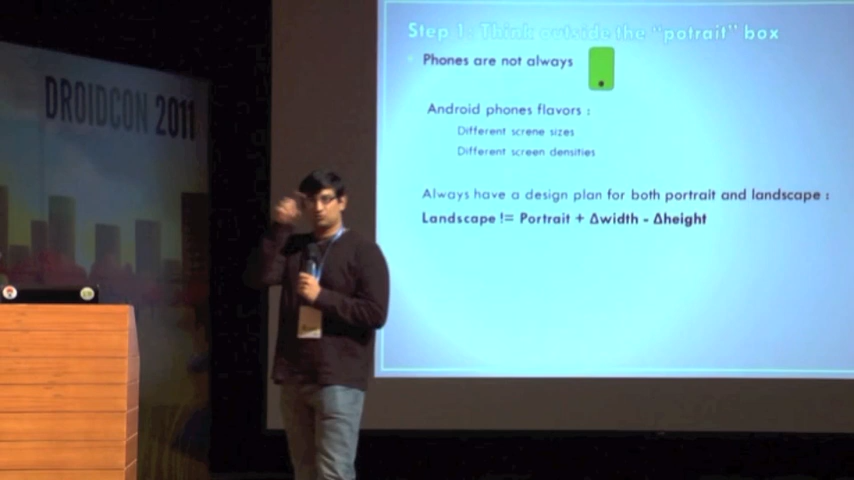 DROIDCON 2011
Step 1: Think outside the "potrait" box
Phones are not always
Android phones flavors :
Different screne sizes
Different screen densities
Always have a design plan for both portrait and landscape :
Landscape != Portrait + Δwidth - Δheight